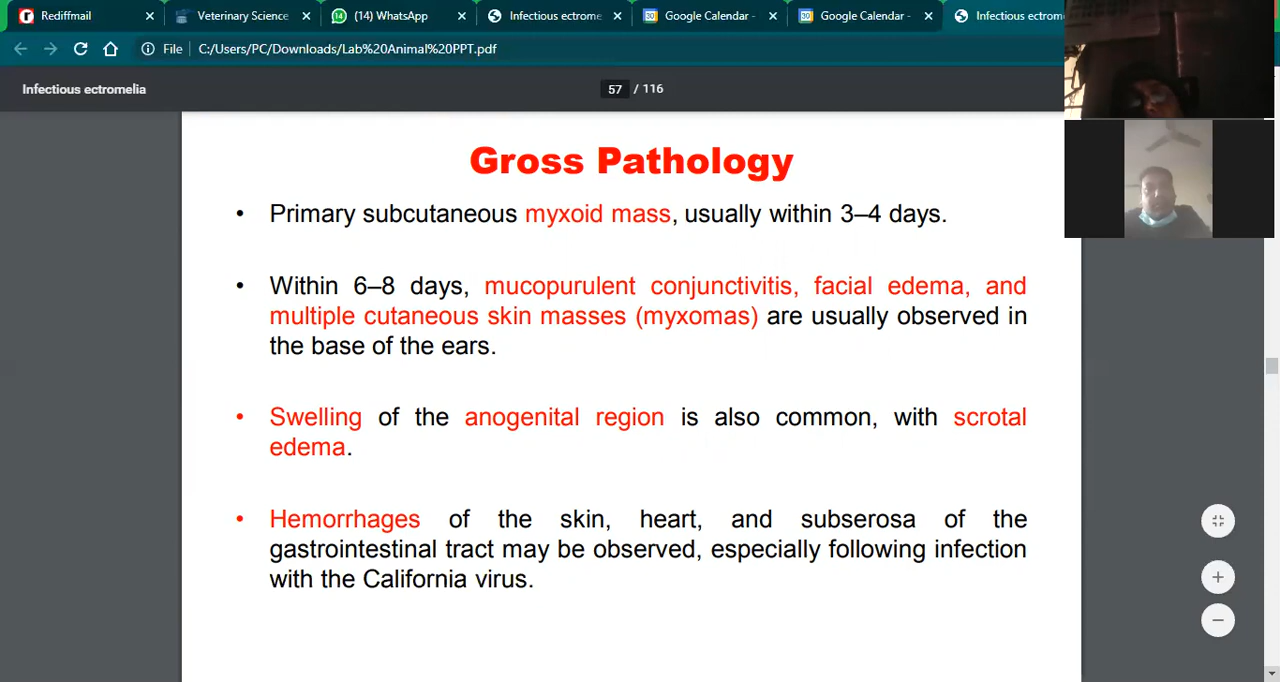 Rediffmail
Veterinary Science
14
(14) WhatsApp
Infectious ectrome
30
Google Calendar -
30
Google Calendar -
Infectious ectrom
File
C:/Users/PC/Downloads/Lab%20Animal%20PPT.pdf
Infectious ectromelia
57 / 116
Gross Pathology
• Primary subcutaneous myxoid mass, usually within 3–4 days.
• Within 6–8 days, mucopurulent conjunctivitis, facial edema, and
multiple cutaneous skin masses (myxomas) are usually observed in
the base of the ears.
• Swelling of the anogenital region is also common, with scrotal
edema.
• Hemorrhages of the skin, heart, and subserosa of the
gastrointestinal tract may be observed, especially following infection
with the California virus.